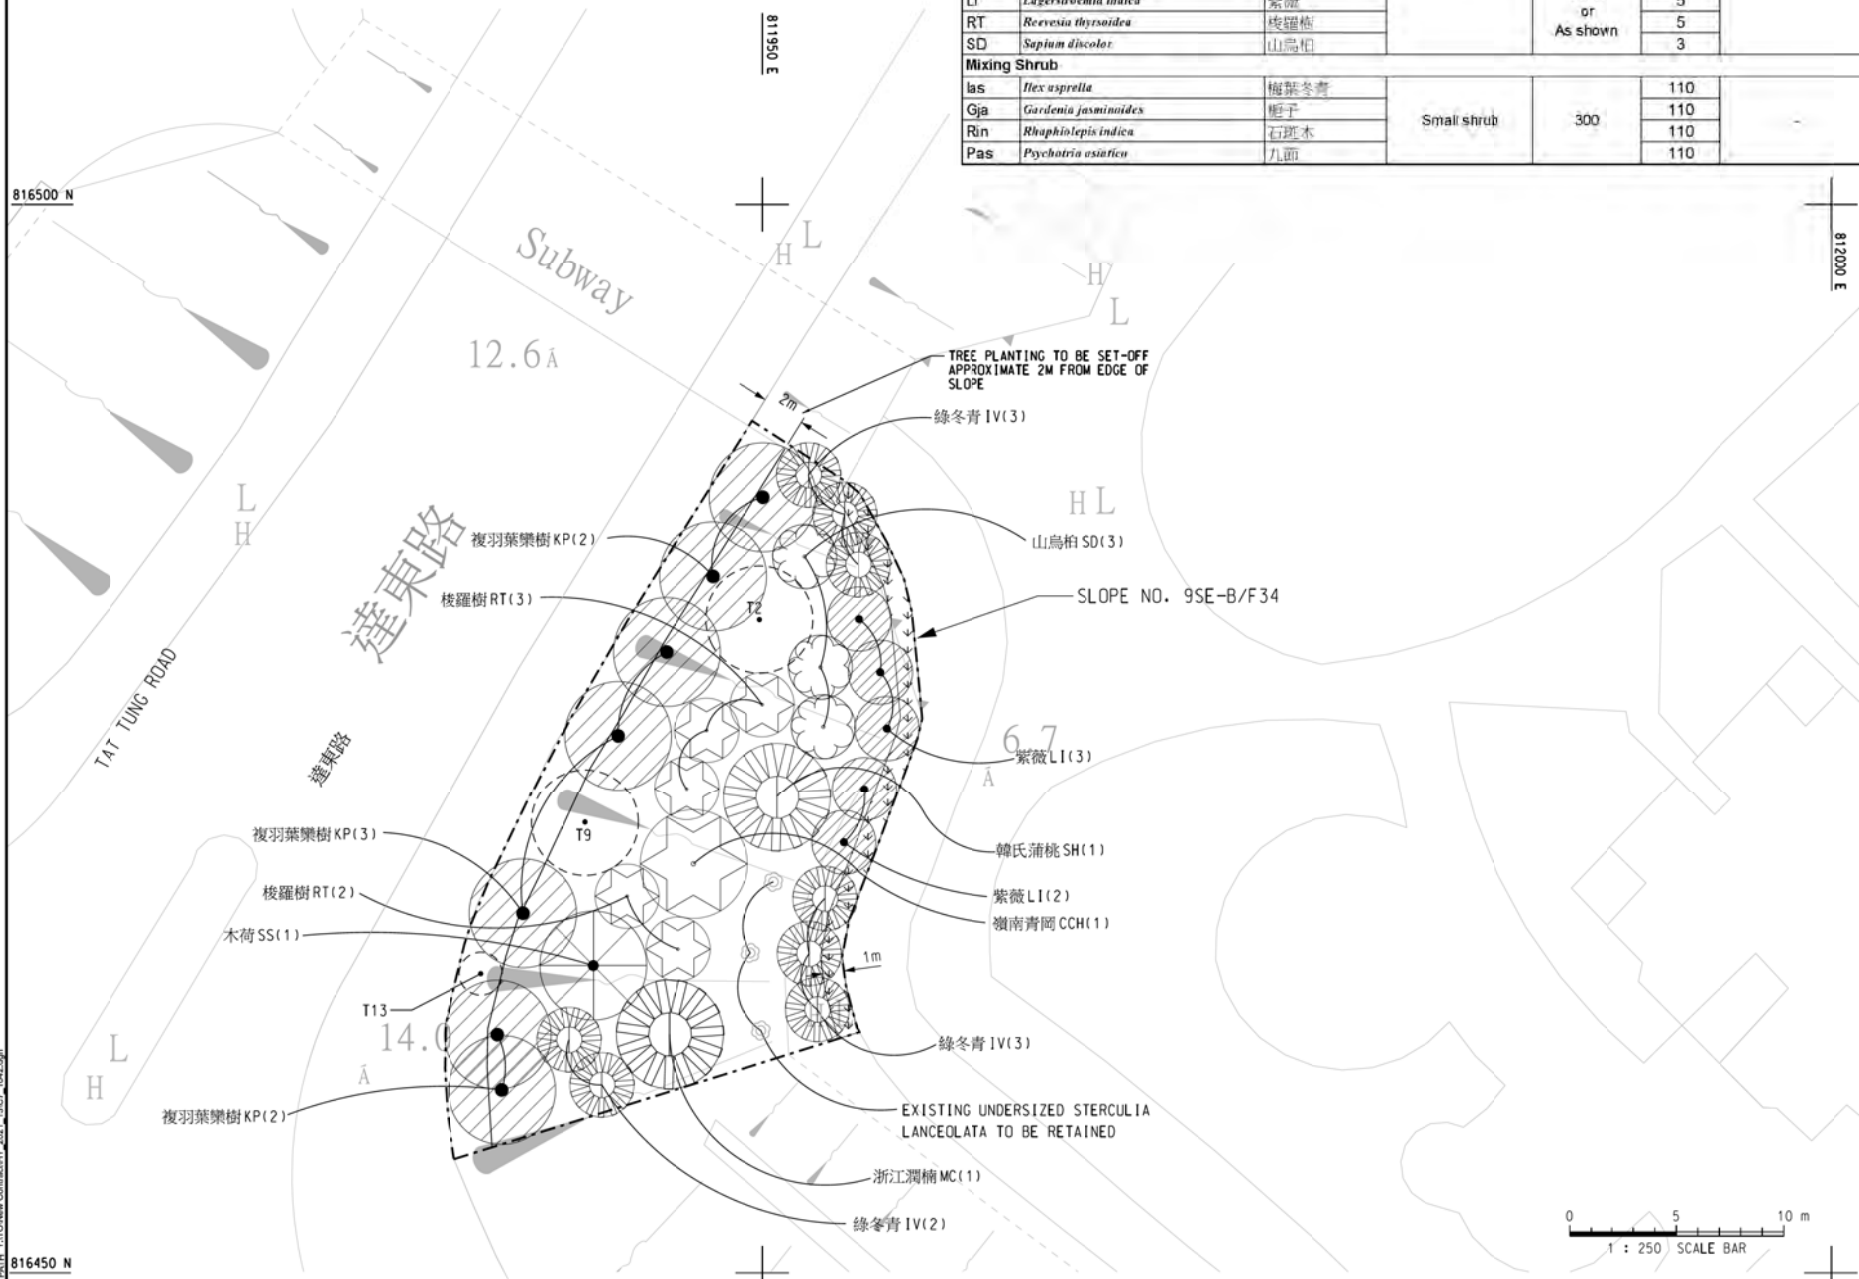 LI Lagerstroemia indica 紫薇 5
or
RT Reevesia thyrsoidea 梭羅樹 5
As shown
SD Sapium discolor 山烏桕 3
Mixing Shrub
Ias Ilex asprella 梅葉冬青 110
Gja Gardenia jasminoides 梔子 110
Small shrub 300 -
Rin Rhaphiolepis indica 石斑木 110
Pas Psychotria asiatica 九節 110
811950 E
816500 N
812000 E
Subway
H L
H
L
12.6
TREE PLANTING TO BE SET-OFF
APPROXIMATE 2M FROM EDGE OF
SLOPE
2m
綠冬青 IV(3)
L
H
H L
達東路
複羽葉欒樹 KP(2)
山烏桕 SD(3)
梭羅樹 RT(3)
T2
SLOPE NO. 9SE-B/F34
TAT TUNG ROAD
達東路
6.7
紫薇 LI(3)
T9
複羽葉欒樹 KP(3)
韓氏蒲桃 SH(1)
梭羅樹 RT(2)
紫薇 LI(2)
嶺南青岡 CCH(1)
木荷 SS(1)
1m
T13
14.0
L
H
綠冬青 IV(3)
複羽葉欒樹 KP(2)
EXISTING UNDERSIZED STERCULIA
LANCEOLATA TO BE RETAINED
浙江潤楠 MC(1)
綠冬青 IV(2)
0 5 10 m
1 : 250 SCALE BAR
816450 N